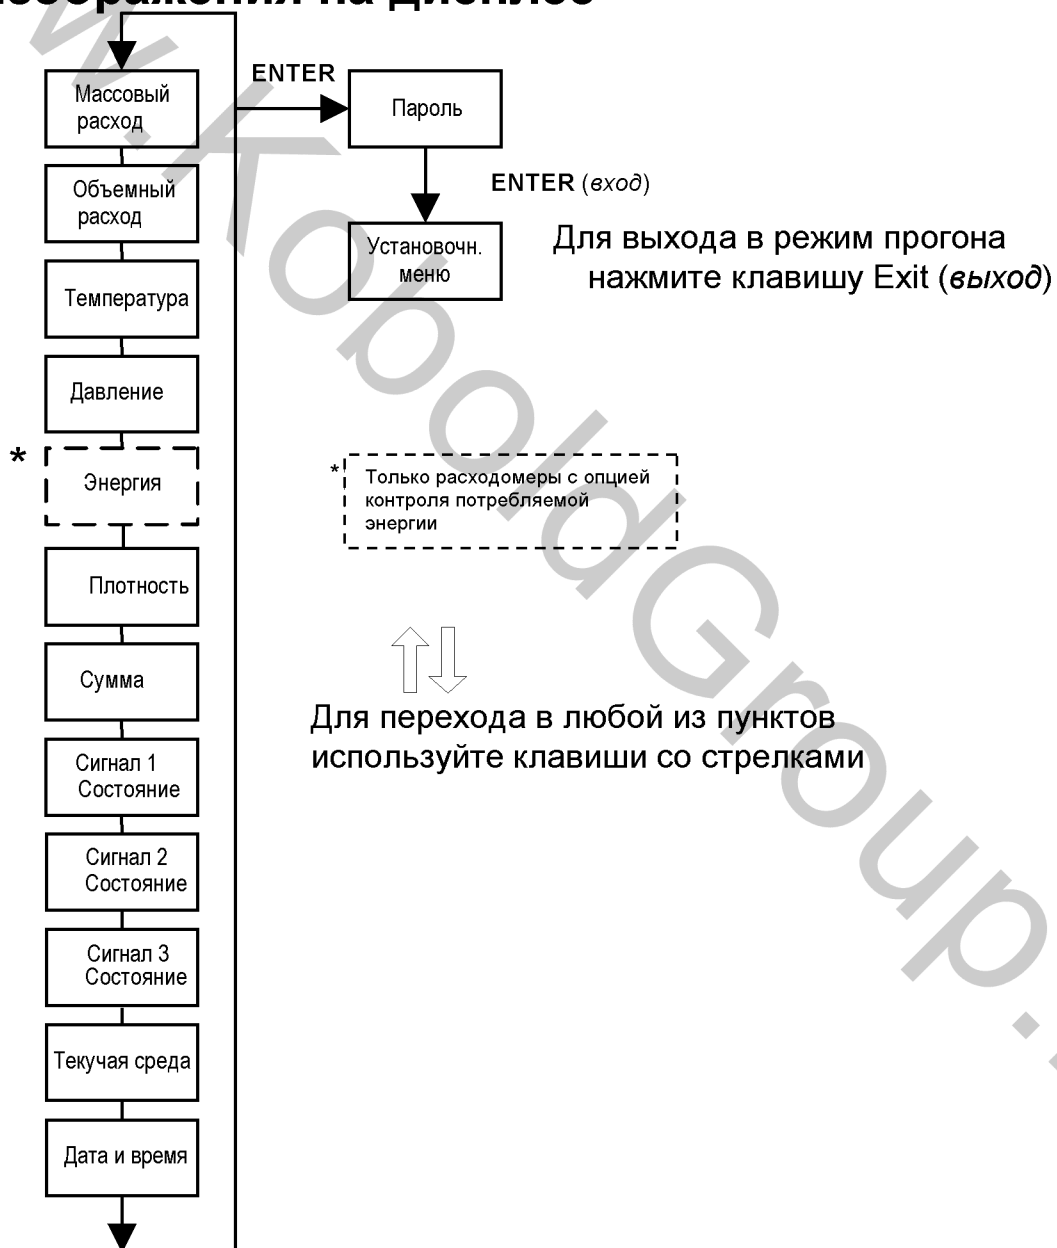 на дисплее
ENTER
Массовый
расход
Пароль
Объемный
расход
ENTER (вход)
Установочн.
меню
Для выхода в режим прогона
нажмите клавишу Exit (выход)
Температура
Давление
*
Энергия
*
Только расходомеры с опцией
контроля потребляемой
энергии
Плотность
Сумма
Для перехода в любой из пунктов
используйте клавиши со стрелками
Сигнал 1
Состояние
Сигнал 2
Состояние
Сигнал 3
Состояние
Текучая среда
Дата и время
w.KoboldGroup.